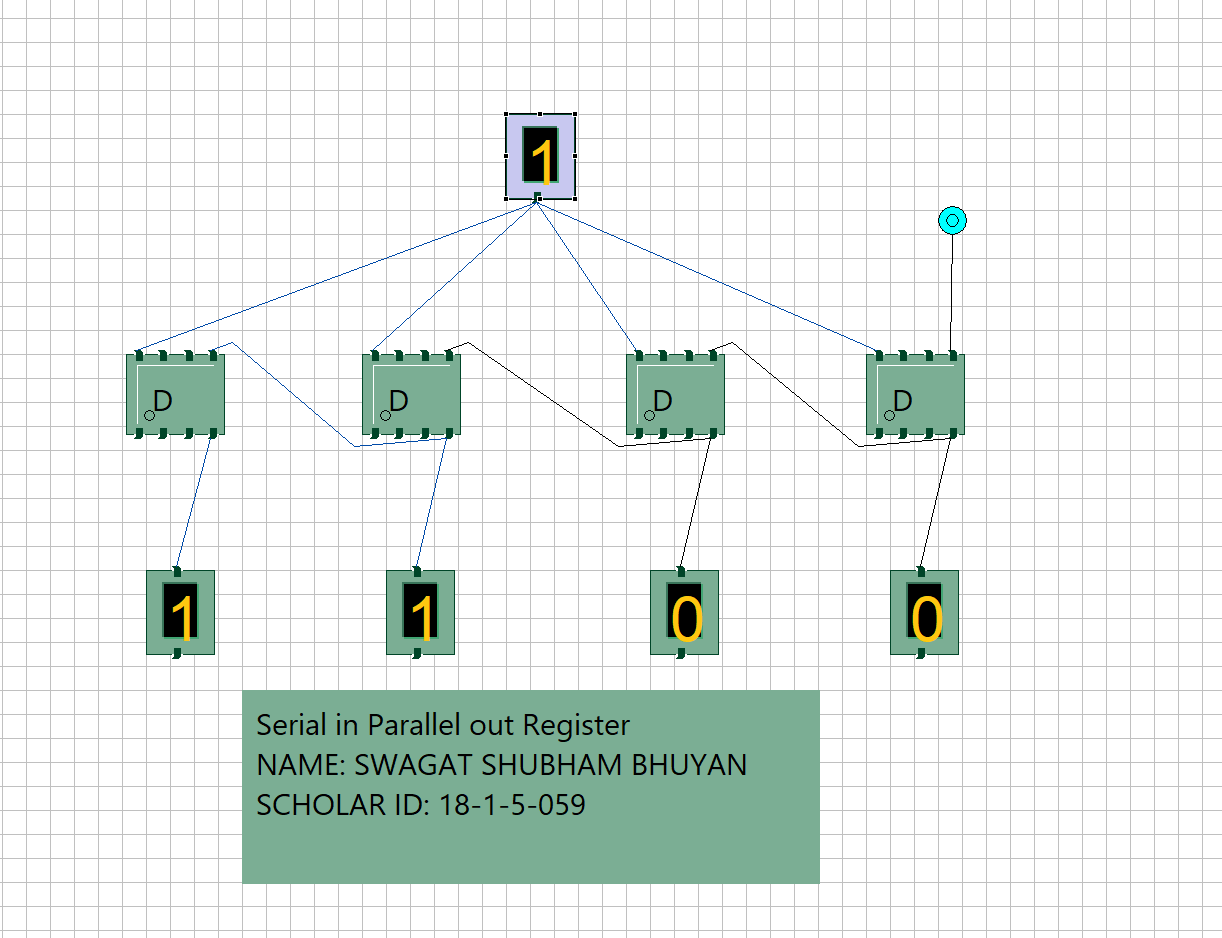 1
D D D D
1 1 0 0
Serial in Parallel out Register
NAME: SWAGAT SHUBHAM BHUYAN
SCHOLAR ID: 18-1-5-059